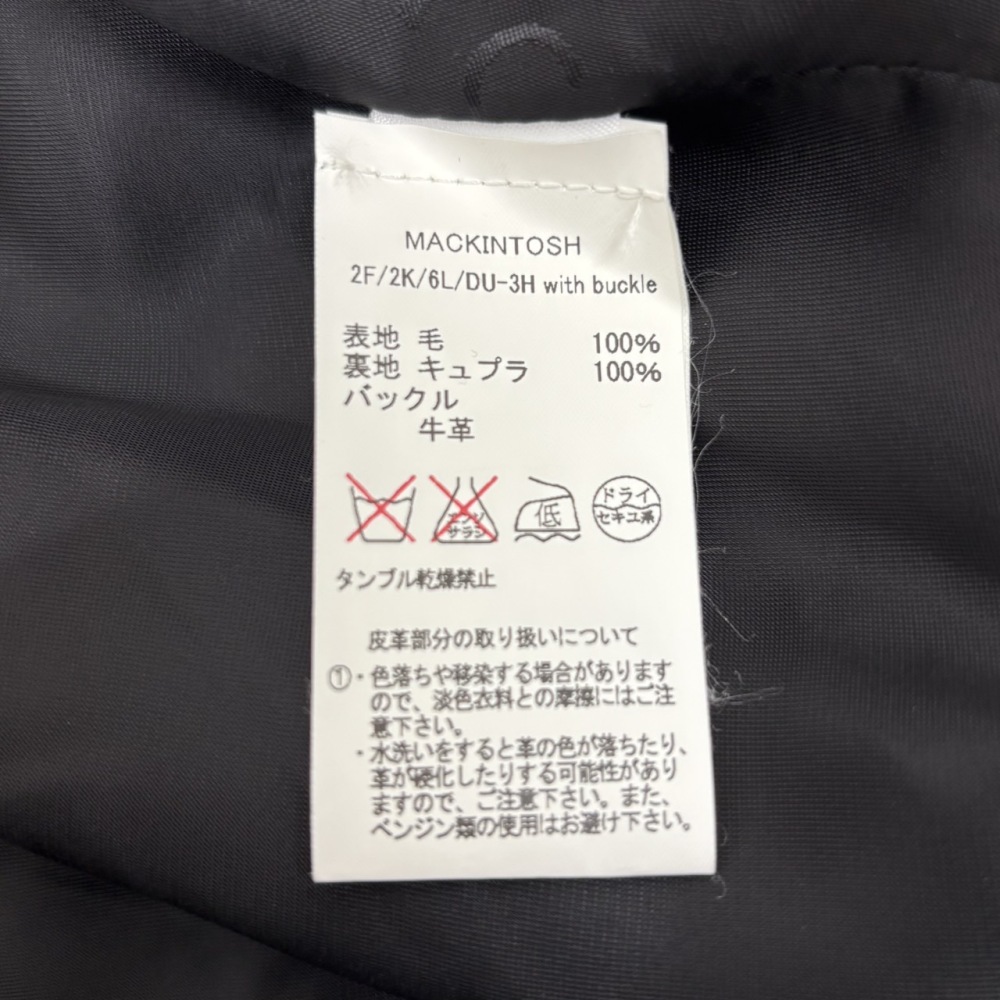 MACKINTOSH
2F/2K/6L/DU-3H with buckle
表地 毛 100%
裏地 キュプラ 100%
バックル
牛革
エンソ サラシ
低
ドライ
セキユ系
タンブル乾燥禁止
皮革部分の取り扱いについて
①・色落ちや移染する場合があります
ので、淡色衣料との摩擦にはご注
意下さい。
・水洗いをすると革の色が落ちたり、
革が硬化したりする可能性があり
ますので、ご注意下さい。また、
ベンジン類の使用はお避け下さい。